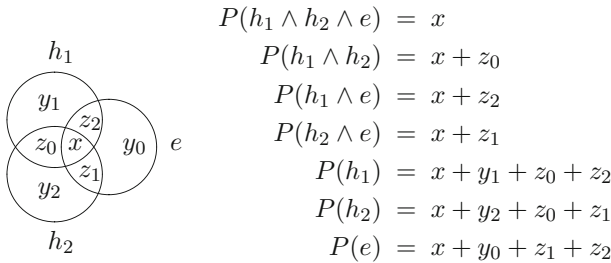 h₁
y₁
z₂
z₀ x y₀ e
z₁
y₂
h₂
P(h₁ ∧ h₂ ∧ e) = x
P(h₁ ∧ h₂) = x + z₀
P(h₁ ∧ e) = x + z₂
P(h₂ ∧ e) = x + z₁
P(h₁) = x + y₁ + z₀ + z₂
P(h₂) = x + y₂ + z₀ + z₁
P(e) = x + y₀ + z₁ + z₂